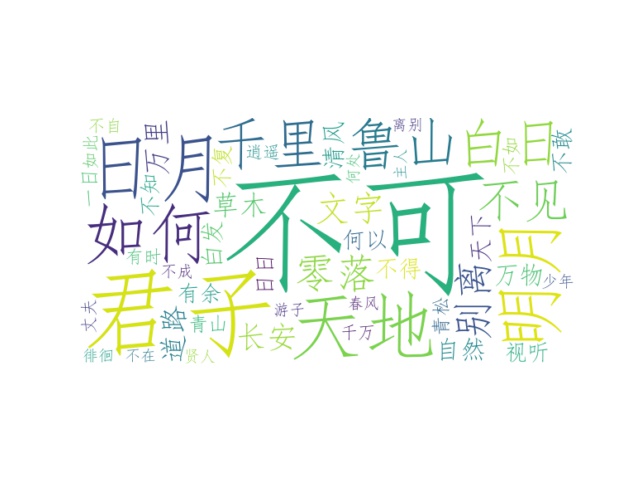 不自
万里
千里
清风
离别
鲁山
白日
不敢
一日如此
日月
不知
不复
逍遥
何处
主人
不如
不可
草木
文字
不见
如何
白发
何以
天下
有时
不成
日日
零落
不得
别离
明月
万物
少年
君子
有余
游子
春风
天地
青松
丈夫
道路
青山
长安
千万
自然
视听
徘徊
不在
贤人